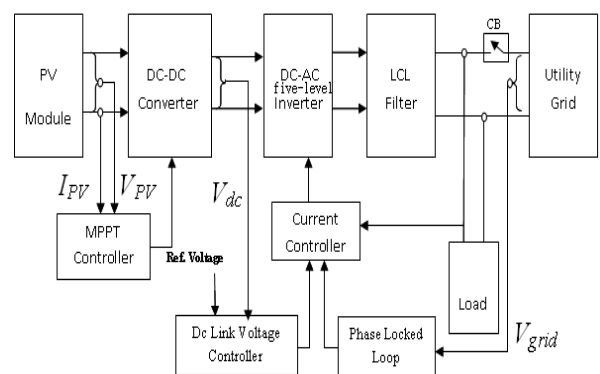 CB
PV
Module
DC-DC
Converter
DC-AC
five-level
Inverter
LCL
Filter
Utility
Grid
I_PV
V_PV
V_dc
MPPT
Controller
Ref. Voltage
Current
Controller
Load
Dc Link Voltage
Controller
Phase Locked
Loop
V_grid